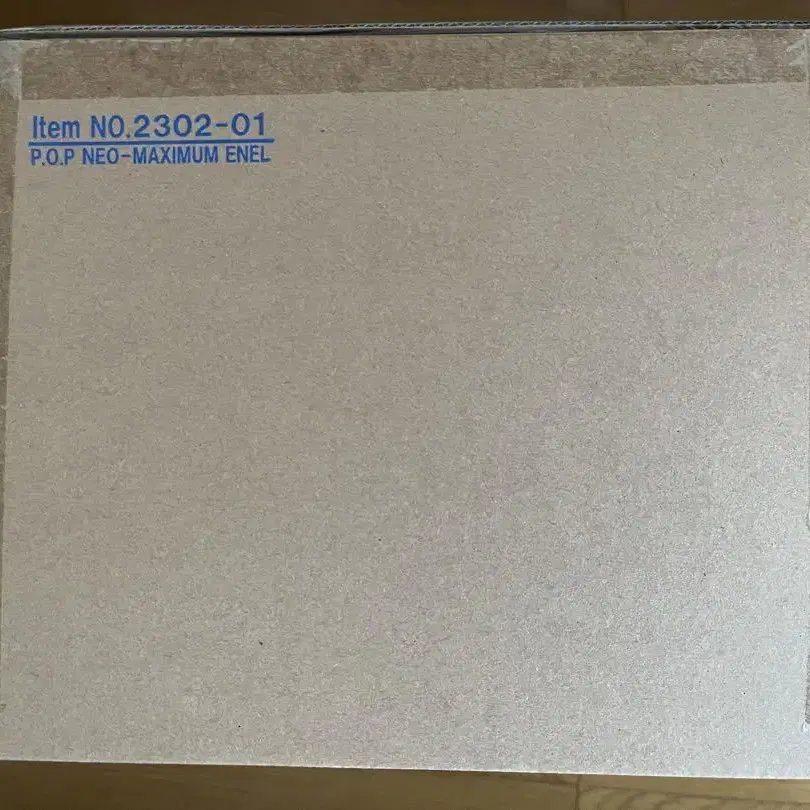 Item NO.2302-01
P.O.P NEO-MAXIMUM ENEL